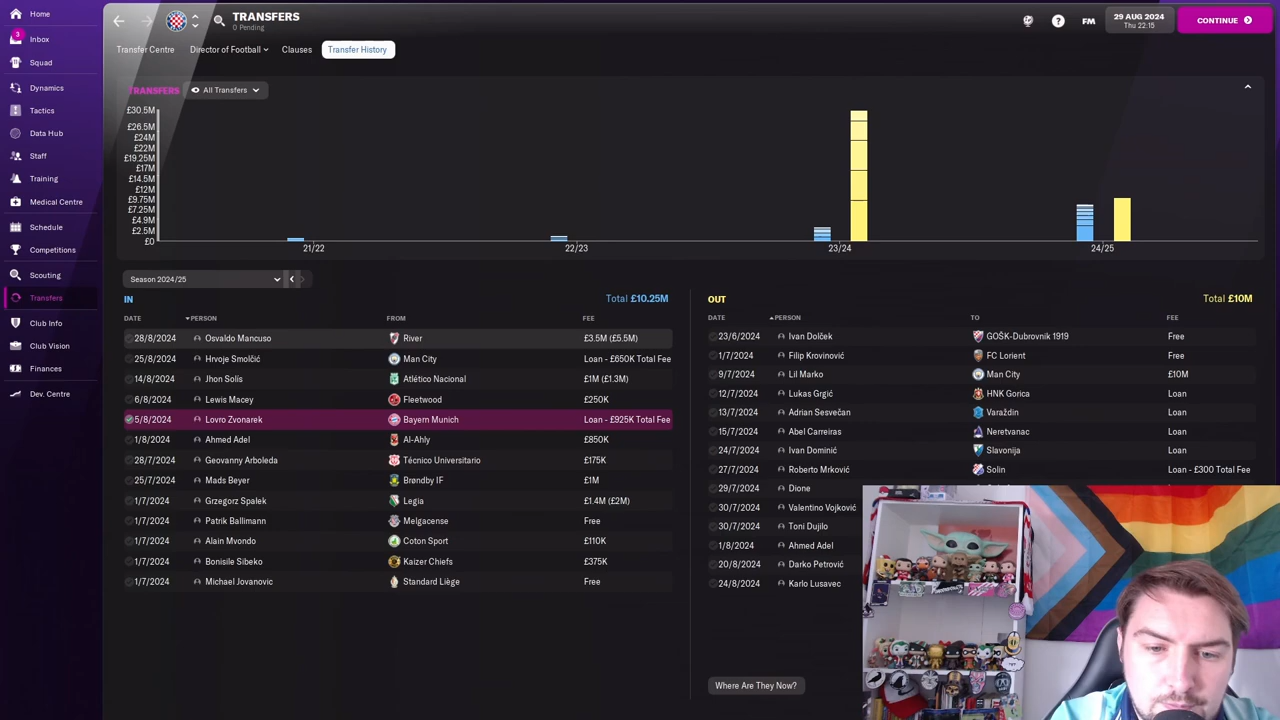 TRANSFERS
0 Pending
FM
29 AUG 2024
Thu 22:15
CONTINUE
Home
3
Inbox
Squad
Dynamics
Tactics
Data Hub
Staff
Training
Medical Centre
Schedule
Competitions
Scouting
Transfers
Club Info
Club Vision
Finances
Dev. Centre
Transfer Centre
Director of Football
Clauses
Transfer History
TRANSFERS
All Transfers
£30.5M
£26.5M
£24M
£22M
£19.25M
£17M
£14.5M
£12M
£9.75M
£7.25M
£4.9M
£2.5M
£0
21/22 22/23 23/24 24/25
Season 2024/25
IN Total £10.25M
DATE PERSON FROM FEE
28/8/2024 Osvaldo Mancuso River £3.5M (£5.5M)
25/8/2024 Hrvoje Smolčić Man City Loan - £650K Total Fee
14/8/2024 Jhon Solís Atlético Nacional £1M (£1.3M)
6/8/2024 Lewis Macey Fleetwood £250K
5/8/2024 Lovro Zvonarek Bayern Munich Loan - £925K Total Fee
1/8/2024 Ahmed Adel Al-Ahly £850K
28/7/2024 Geovanny Arboleda Técnico Universitario £175K
25/7/2024 Mads Beyer Brøndby IF £1M
1/7/2024 Grzegorz Spałek Legia £1.4M (£2M)
1/7/2024 Patrik Ballimann Melgacense Free
1/7/2024 Alain Mvondo Coton Sport £110K
1/7/2024 Bonisile Sibeko Kaizer Chiefs £375K
1/7/2024 Michael Jovanovic Standard Liège Free
OUT Total £10M
DATE PERSON TO FEE
23/6/2024 Ivan Dolček GOŠK-Dubrovnik 1919 Free
1/7/2024 Filip Krovinović FC Lorient Free
9/7/2024 Lil Marko Man City £10M
12/7/2024 Lukas Grgić HNK Gorica Loan
13/7/2024 Adrian Sesvečan Varaždin Loan
15/7/2024 Abel Carreiras Neretvanac Loan
24/7/2024 Ivan Dominić Slavonija Loan
27/7/2024 Roberto Mrković Solin Loan - £300 Total Fee
29/7/2024 Dione
30/7/2024 Valentino Vojković
30/7/2024 Toni Dujilo
1/8/2024 Ahmed Adel
20/8/2024 Darko Petrović
24/8/2024 Karlo Lusavec
Where Are They Now?